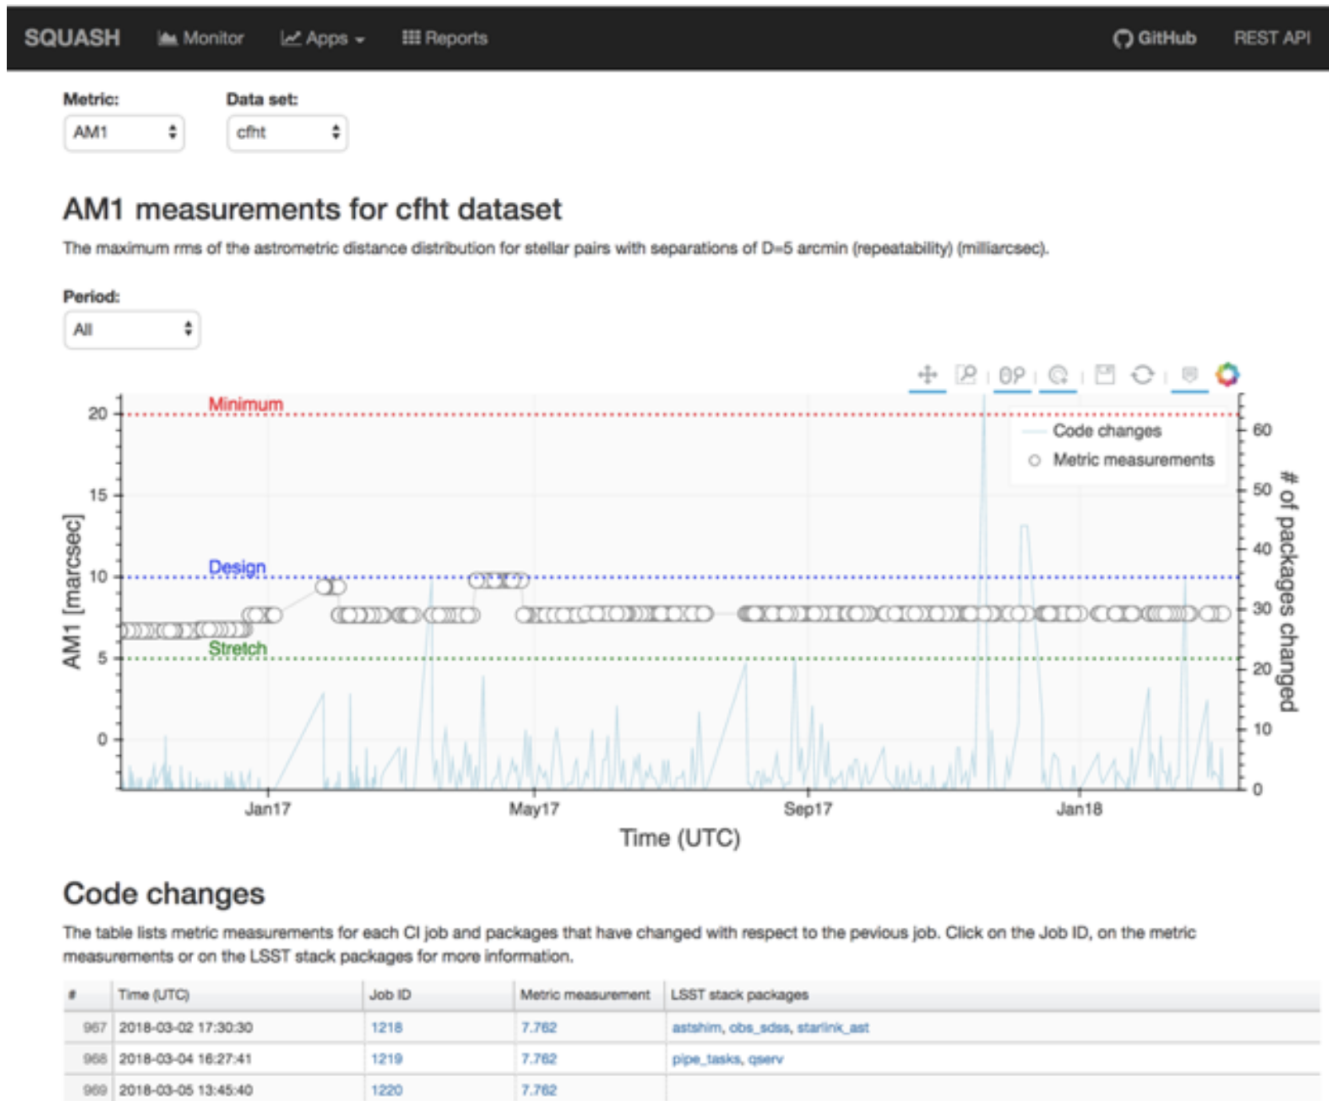 SQUASH Monitor Apps Reports GitHub REST API
Metric: Data set:
AM1 cfht
AM1 measurements for cfht dataset
The maximum rms of the astrometric distance distribution for stellar pairs with separations of D=5 arcmin (repeatability) (milliarcsec).
Period:
All
Minimum
Design
Stretch
Code changes
Metric measurements
20
15
10
5
0
AM1 [marcsec]
60
50
40
30
20
10
0
# of packages changed
Jan17 May17 Sep17 Jan18
Time (UTC)
Code changes
The table lists metric measurements for each CI job and packages that have changed with respect to the pevious job. Click on the Job ID, on the metric
measurements or on the LSST stack packages for more information.
# Time (UTC) Job ID Metric measurement LSST stack packages
967 2018-03-02 17:30:30 1218 7.762 astshim, obs_sdss, starlink_ast
968 2018-03-04 16:27:41 1219 7.762 pipe_tasks, qserv
969 2018-03-05 13:45:40 1220 7.762